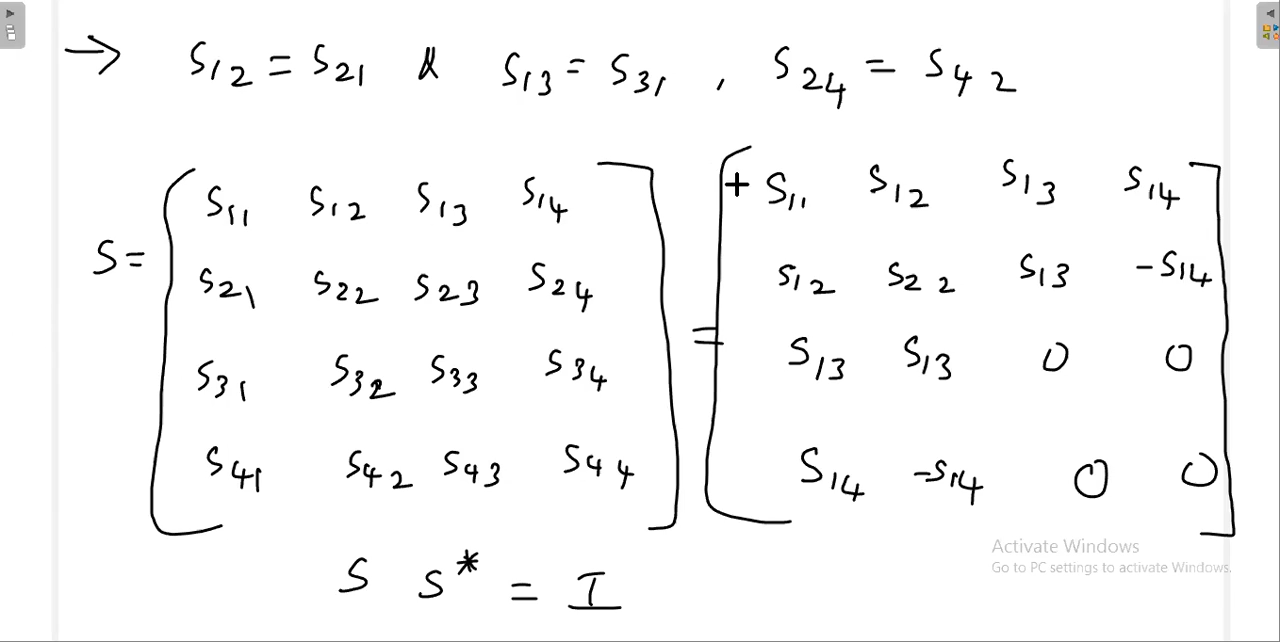 → S12 = S21 & S13 = S31 , S24 = S42
S11 S12 S13 S14 + S11 S12 S13 S14
S21 S22 S23 S24 S12 S22 S13 -S14
S = =
S31 S32 S33 S34 S13 S13 0 0
S41 S42 S43 S44 S14 -S14 0 0
S S* = I
Activate Windows
Go to PC settings to activate Windows.